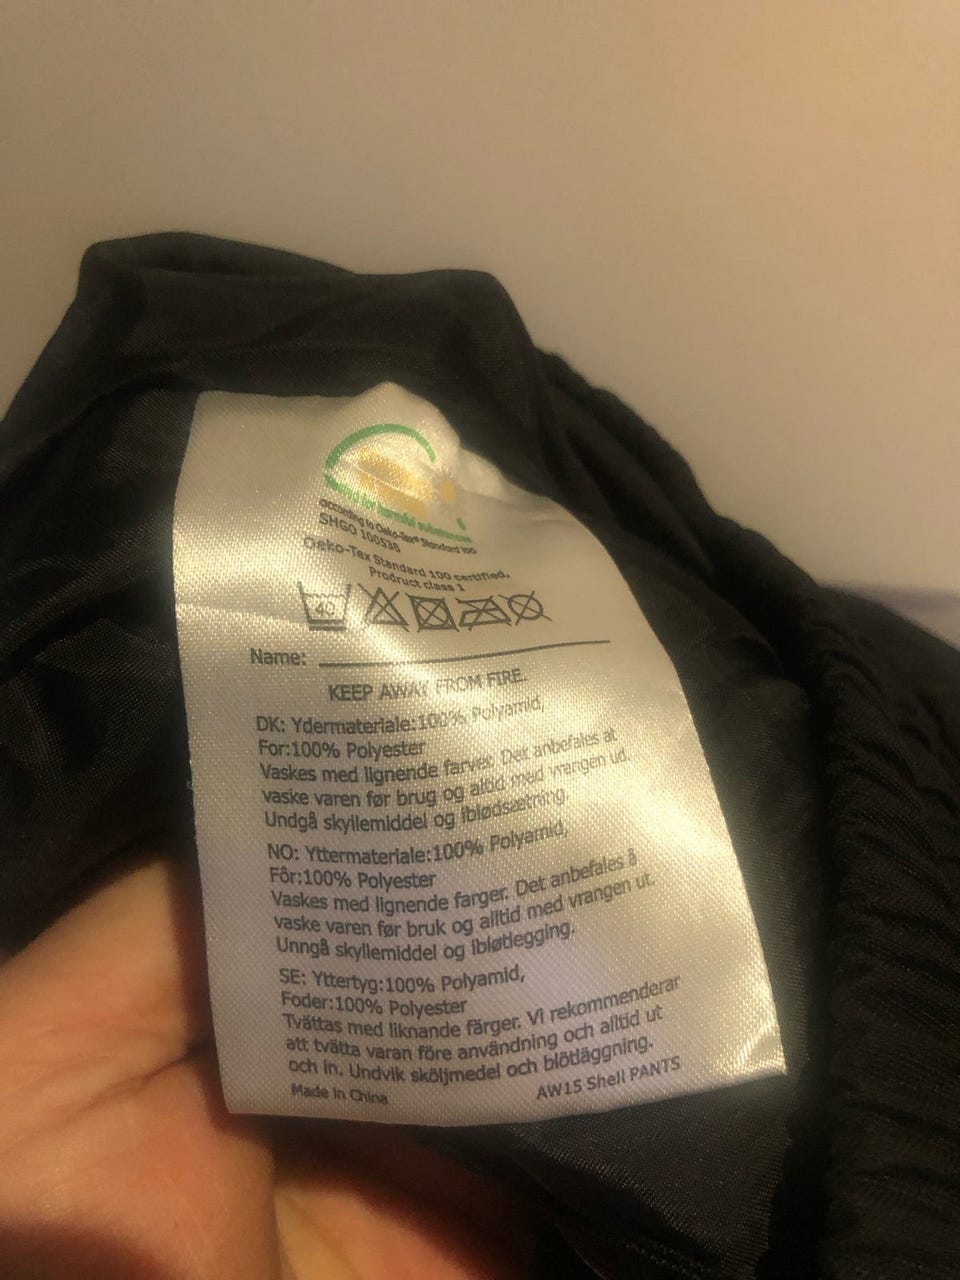 for harmful substances
according to Oeko-Tex® Standard 100
SHGO 100538
Oeko-Tex Standard 100 certified,
Prodruct class 1
40
Name:
KEEP AWAY FROM FIRE.
DK: Ydermateriale:100% Polyamid,
For:100% Polyester
Vaskes med lignende farver. Det anbefales at
vaske varen før brug og altid med vrangen ud.
Undgå skyllemiddel og iblødsætning.
NO: Yttermateriale:100% Polyamid,
Fôr:100% Polyester
Vaskes med lignende farger. Det anbefales å
vaske varen før bruk og alltid med vrangen ut.
Unngå skyllemiddel og ibløtlegging.
SE: Yttertyg:100% Polyamid,
Foder:100% Polyester
Tvättas med liknande färger. Vi rekommenderar
att tvätta varan före användning och alltid ut
och in. Undvik sköljmedel och blötläggning.
Made in China
AW15 Shell PANTS